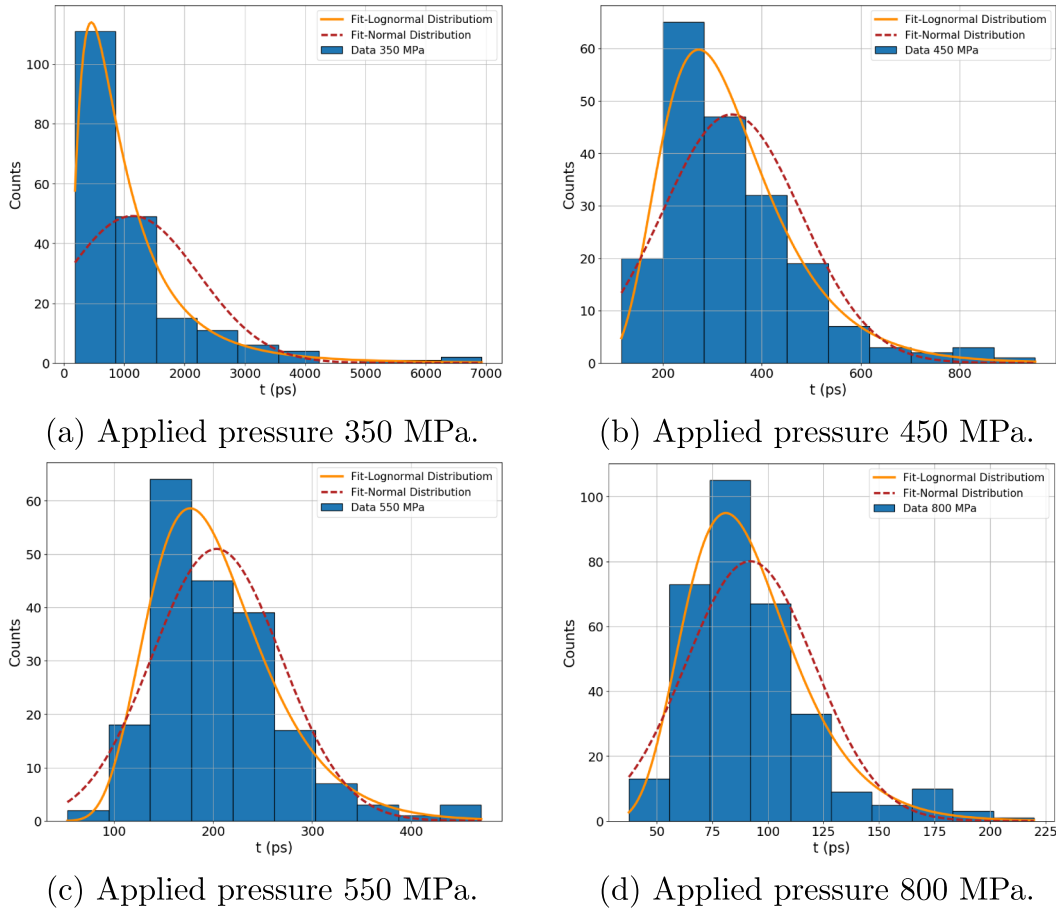 Fit-Lognormal Distributiom
Fit-Normal Distribution
Data 350 MPa
100
80
60
40
20
0
Counts
0 1000 2000 3000 4000 5000 6000 7000
t (ps)
(a) Applied pressure 350 MPa.
Fit-Lognormal Distributiom
Fit-Normal Distribution
Data 450 MPa
60
50
40
30
20
10
0
Counts
200 400 600 800
t (ps)
(b) Applied pressure 450 MPa.
Fit-Lognormal Distributiom
Fit-Normal Distribution
Data 550 MPa
60
50
40
30
20
10
0
Counts
100 200 300 400
t (ps)
(c) Applied pressure 550 MPa.
Fit-Lognormal Distributiom
Fit-Normal Distribution
Data 800 MPa
100
80
60
40
20
0
Counts
50 75 100 125 150 175 200 225
t (ps)
(d) Applied pressure 800 MPa.